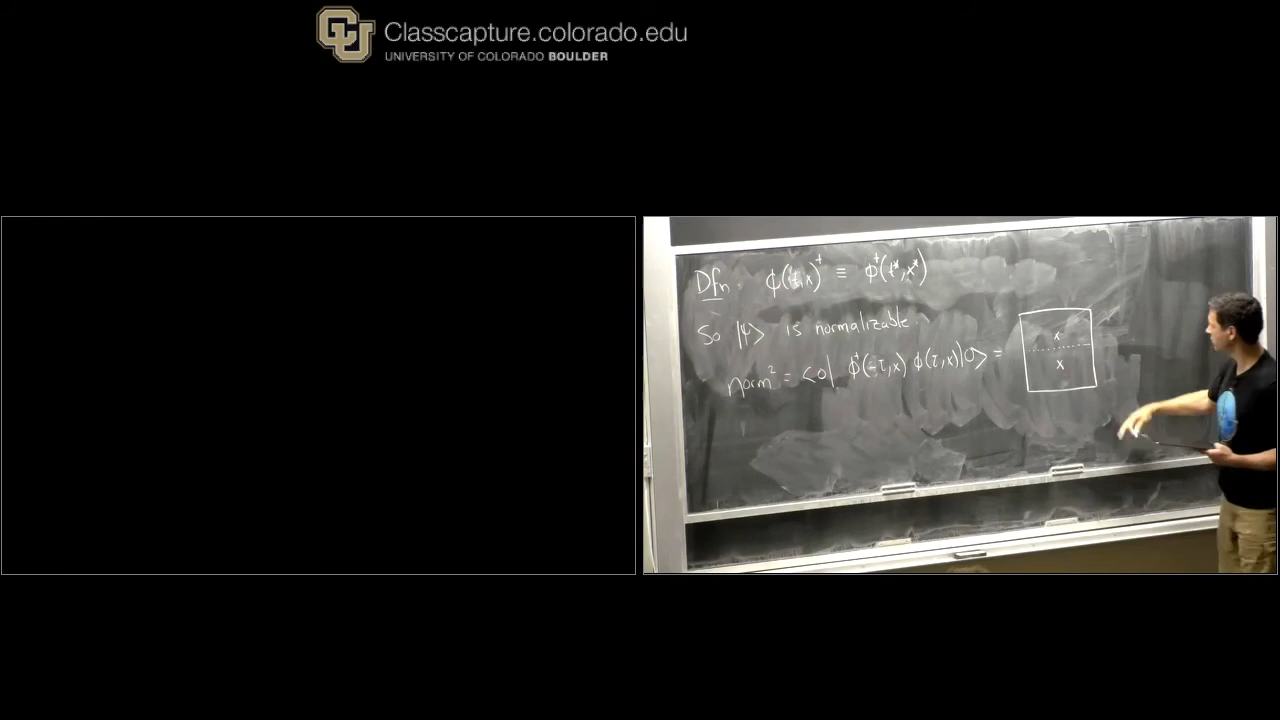 Classcapture.colorado.edu
UNIVERSITY OF COLORADO BOULDER
Dfn ϕ(t,x)† ≡ ϕ†(t*,x*)
So |Ψ⟩ is normalizable.
norm² = <0| ϕ†(-τ,x) ϕ(τ,x)|0> =
x
x